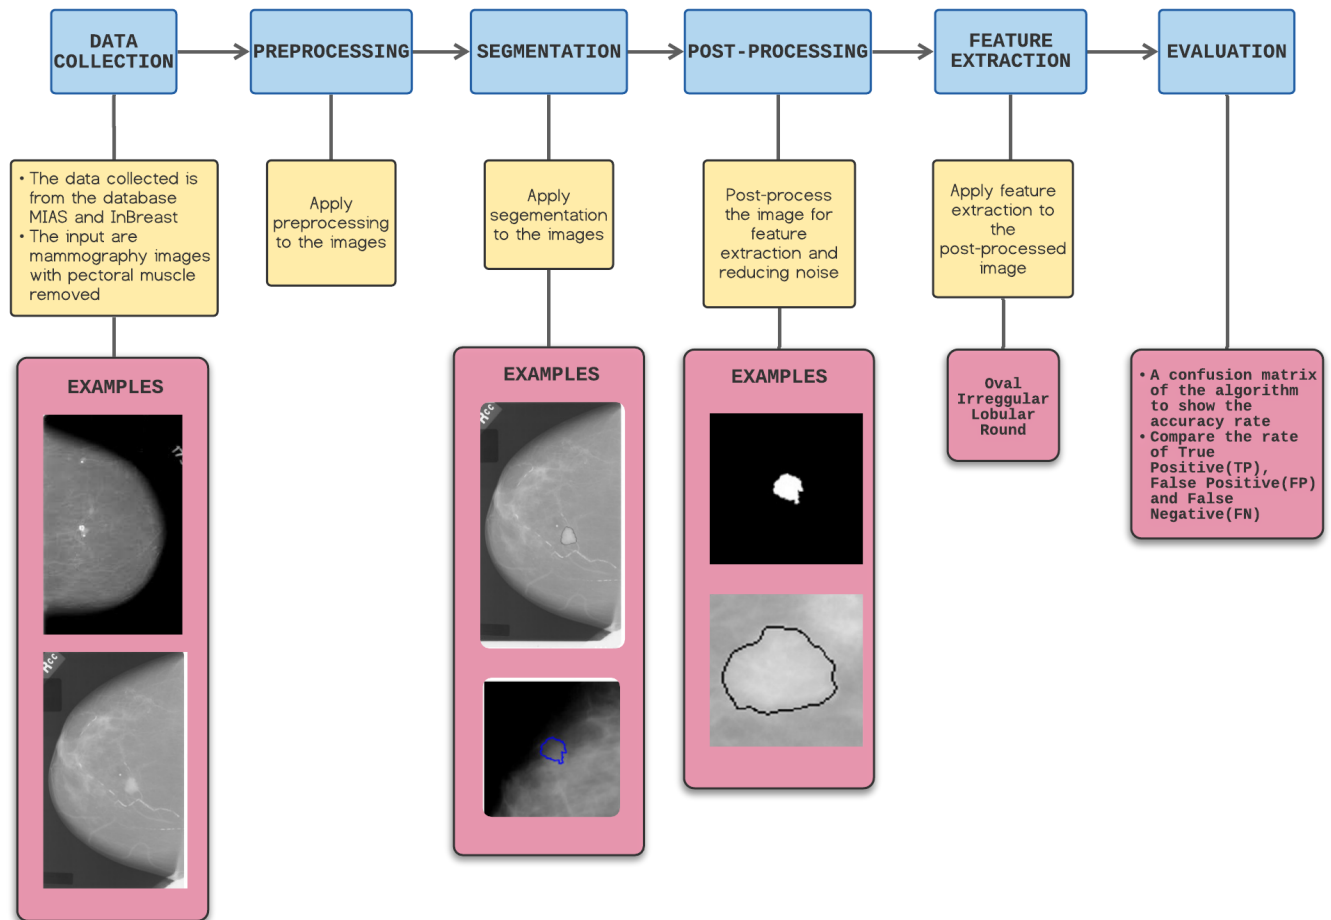 DATA
COLLECTION
PREPROCESSING
SEGMENTATION
POST-PROCESSING
FEATURE
EXTRACTION
EVALUATION
• The data collected is
from the database
MIAS and InBreast
• The input are
mammography images
with pectoral muscle
removed
Apply
preprocessing
to the images
Apply
segementation
to the images
Post-process
the image for
feature
extraction and
reducing noise
Apply feature
extraction to
the
post-processed
image
EXAMPLES
Hcc
EXAMPLES
Hcc
EXAMPLES
Oval
Irreggular
Lobular
Round
• A confusion matrix
of the algorithm
to show the
accuracy rate
• Compare the rate
of True
Positive(TP),
False Positive(FP)
and False
Negative(FN)